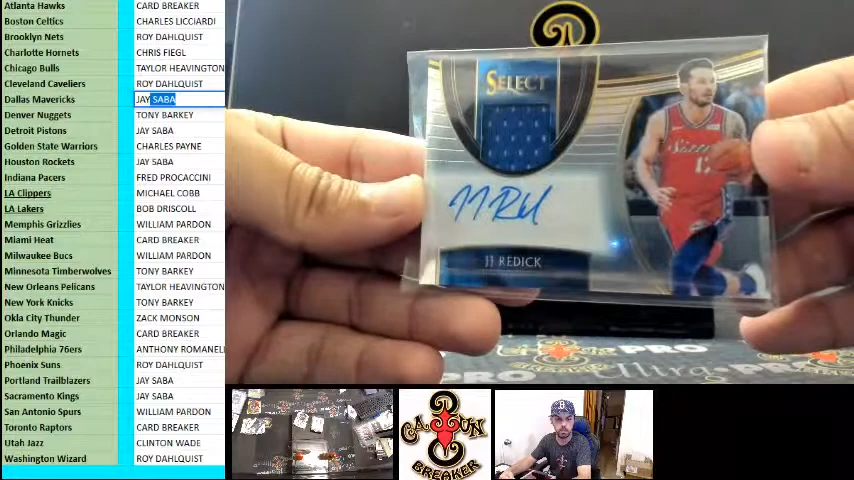 Atlanta Hawks CARD BREAKER
Boston Celtics CHARLES LICCIARDI
Brooklyn Nets ROY DAHLQUIST
Charlotte Hornets CHRIS FIEGL
Chicago Bulls TAYLOR HEAVINGTON
Cleveland Cavaliers ROY DAHLQUIST
Dallas Mavericks JAY SABA
Denver Nuggets TONY BARKEY
Detroit Pistons JAY SABA
Golden State Warriors CHARLES PAYNE
Houston Rockets JAY SABA
Indiana Pacers FRED PROCACCINI
LA Clippers MICHAEL COBB
LA Lakers BOB DRISCOLL
Memphis Grizzlies WILLIAM PARDON
Miami Heat CARD BREAKER
Milwaukee Bucs WILLIAM PARDON
Minnesota Timberwolves TONY BARKEY
New Orleans Pelicans TAYLOR HEAVINGTON
New York Knicks TONY BARKEY
Okla City Thunder ZACK MONSON
Orlando Magic CARD BREAKER
Philadelphia 76ers ANTHONY ROMANEL
Phoenix Suns ROY DAHLQUIST
Portland Trailblazers JAY SABA
Sacramento Kings JAY SABA
San Antonio Spurs WILLIAM PARDON
Toronto Raptors CARD BREAKER
Utah Jazz CLINTON WADE
Washington Wizard ROY DAHLQUIST
SELECT
JJ REDICK
PRO
Ultra PRO
CAJUN
BREAKER